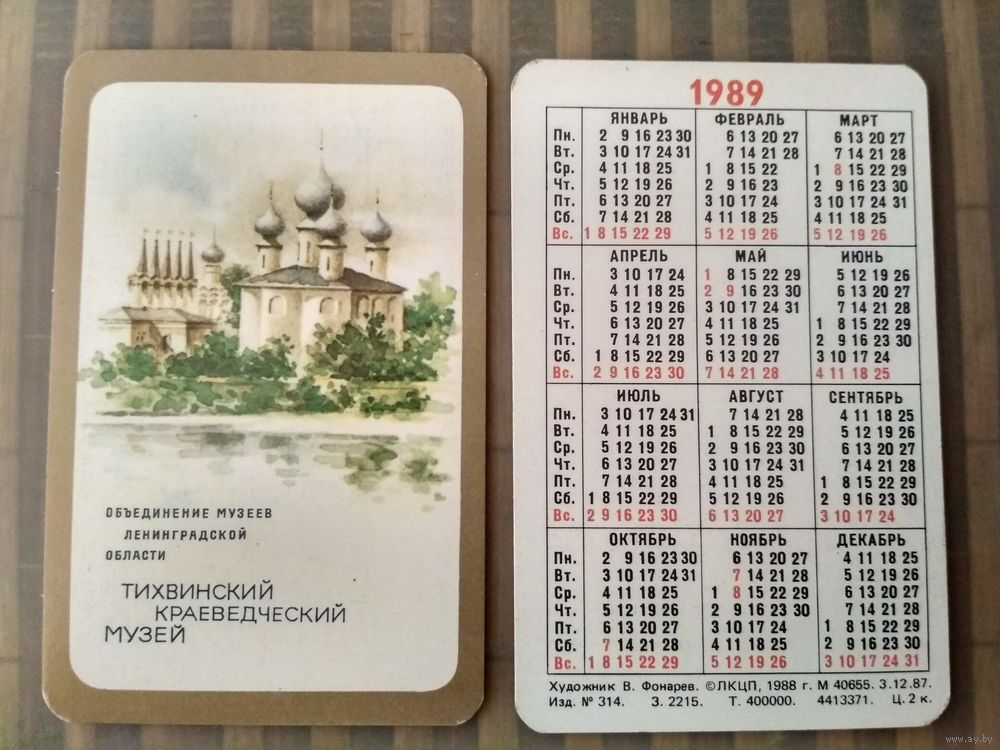 ОБЪЕДИНЕНИЕ МУЗЕЕВ
ЛЕНИНГРАДСКОЙ
ОБЛАСТИ
ТИХВИНСКИЙ
КРАЕВЕДЧЕСКИЙ
МУЗЕЙ
1989
ЯНВАРЬ ФЕВРАЛЬ МАРТ
Пн. 2 9 16 23 30 6 13 20 27 6 13 20 27
Вт. 3 10 17 24 31 7 14 21 28 7 14 21 28
Ср. 4 11 18 25 1 8 15 22 1 8 15 22 29
Чт. 5 12 19 26 2 9 16 23 2 9 16 23 30
Пт. 6 13 20 27 3 10 17 24 3 10 17 24 31
Сб. 7 14 21 28 4 11 18 25 4 11 18 25
Вс. 1 8 15 22 29 5 12 19 26 5 12 19 26
АПРЕЛЬ МАЙ ИЮНЬ
Пн. 3 10 17 24 1 8 15 22 29 5 12 19 26
Вт. 4 11 18 25 2 9 16 23 30 6 13 20 27
Ср. 5 12 19 26 3 10 17 24 31 7 14 21 28
Чт. 6 13 20 27 4 11 18 25 1 8 15 22 29
Пт. 7 14 21 28 5 12 19 26 2 9 16 23 30
Сб. 1 8 15 22 29 6 13 20 27 3 10 17 24
Вс. 2 9 16 23 30 7 14 21 28 4 11 18 25
ИЮЛЬ АВГУСТ СЕНТЯБРЬ
Пн. 3 10 17 24 31 7 14 21 28 4 11 18 25
Вт. 4 11 18 25 1 8 15 22 29 5 12 19 26
Ср. 5 12 19 26 2 9 16 23 30 6 13 20 27
Чт. 6 13 20 27 3 10 17 24 31 7 14 21 28
Пт. 7 14 21 28 4 11 18 25 1 8 15 22 29
Сб. 1 8 15 22 29 5 12 19 26 2 9 16 23 30
Вс. 2 9 16 23 30 6 13 20 27 3 10 17 24
ОКТЯБРЬ НОЯБРЬ ДЕКАБРЬ
Пн. 2 9 16 23 30 6 13 20 27 4 11 18 25
Вт. 3 10 17 24 31 7 14 21 28 5 12 19 26
Ср. 4 11 18 25 1 8 15 22 29 6 13 20 27
Чт. 5 12 19 26 2 9 16 23 30 7 14 21 28
Пт. 6 13 20 27 3 10 17 24 1 8 15 22 29
Сб. 7 14 21 28 4 11 18 25 2 9 16 23 30
Вс. 1 8 15 22 29 5 12 19 26 3 10 17 24 31
Художник В. Фонарев. ©ЛКЦП, 1988 г. М 40655. 3.12.87.
Изд. № 314. З. 2215. Т. 400000. 4413371. Ц. 2 к.
www.ay.by